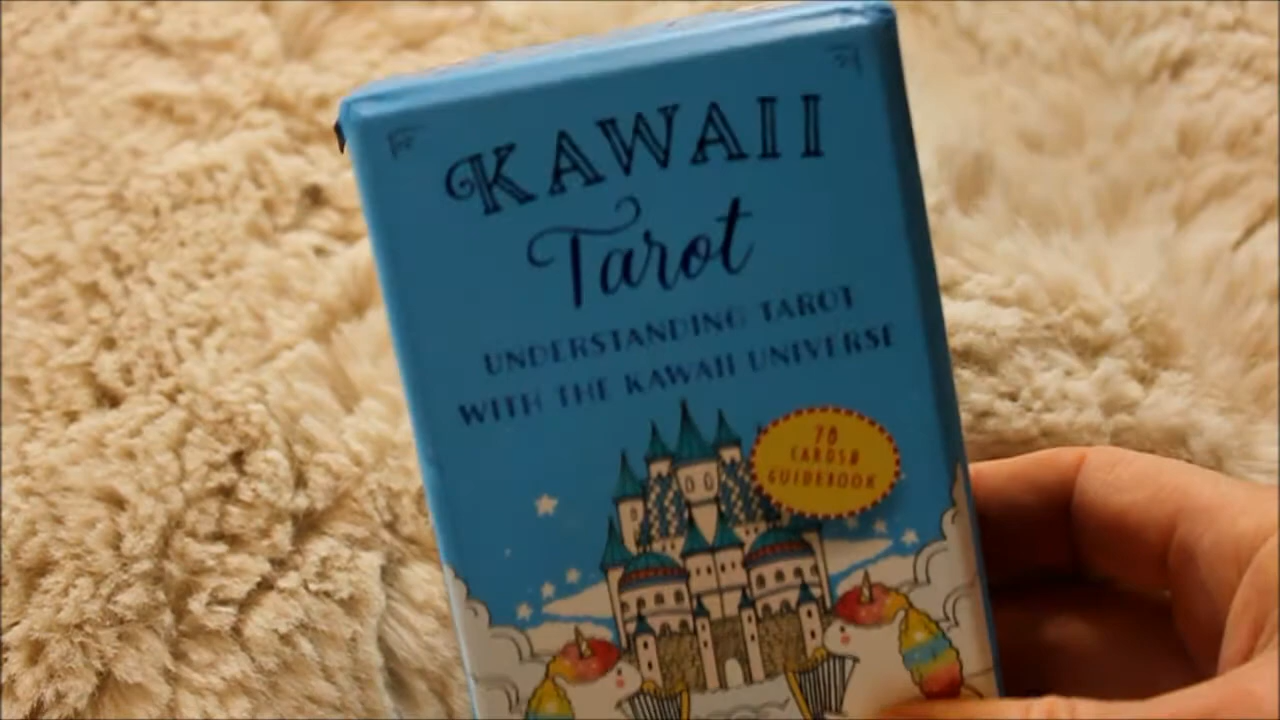 KAWAII
Tarot
UNDERSTANDING TAROT
WITH THE KAWAII UNIVERSE
78
CARDS &
GUIDEBOOK